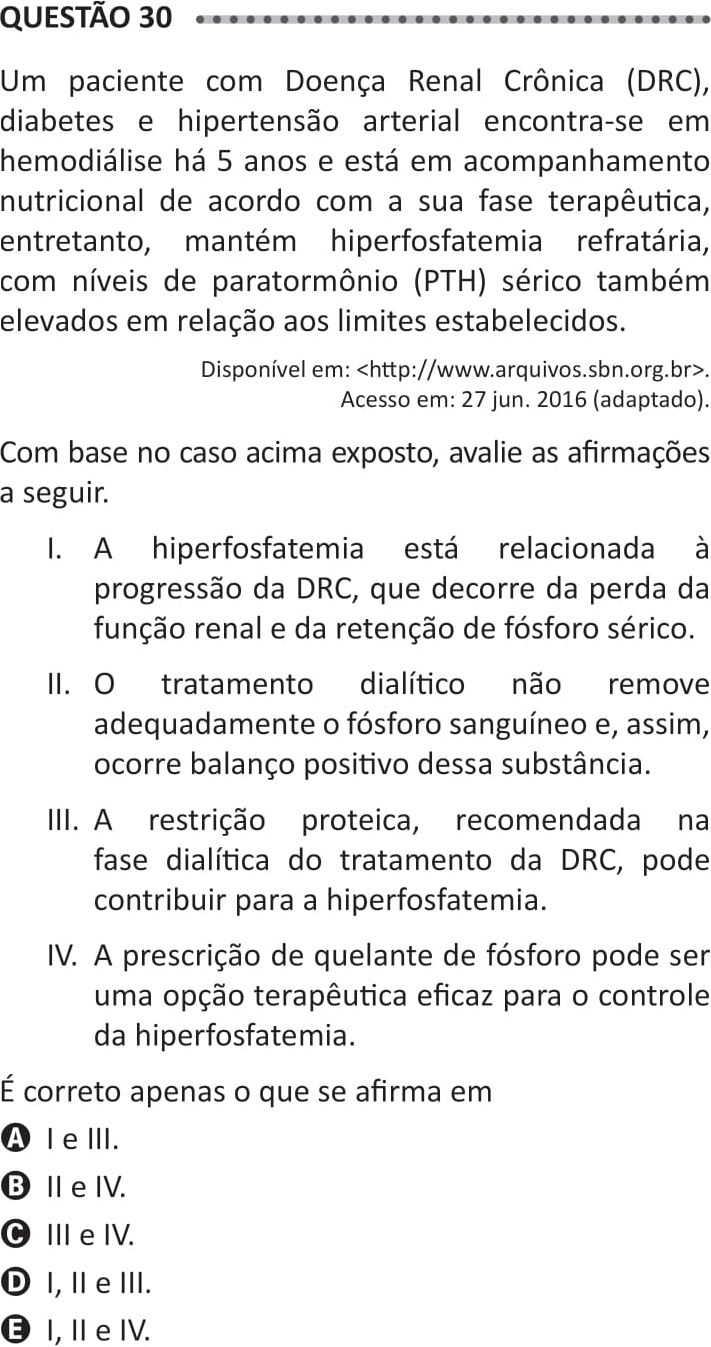 QUESTÃO 30
Um paciente com Doença Renal Crônica (DRC),
diabetes e hipertensão arterial encontra-se em
hemodiálise há 5 anos e está em acompanhamento
nutricional de acordo com a sua fase terapêutica,
entretanto, mantém hiperfosfatemia refratária,
com níveis de paratormônio (PTH) sérico também
elevados em relação aos limites estabelecidos.
Disponível em: <http://www.arquivos.sbn.org.br>.
Acesso em: 27 jun. 2016 (adaptado).
Com base no caso acima exposto, avalie as afirmações
a seguir.
I. A hiperfosfatemia está relacionada à
progressão da DRC, que decorre da perda da
função renal e da retenção de fósforo sérico.
II. O tratamento dialítico não remove
adequadamente o fósforo sanguíneo e, assim,
ocorre balanço positivo dessa substância.
III. A restrição proteica, recomendada na
fase dialítica do tratamento da DRC, pode
contribuir para a hiperfosfatemia.
IV. A prescrição de quelante de fósforo pode ser
uma opção terapêutica eficaz para o controle
da hiperfosfatemia.
É correto apenas o que se afirma em
A I e III.
B II e IV.
C III e IV.
D I, II e III.
E I, II e IV.